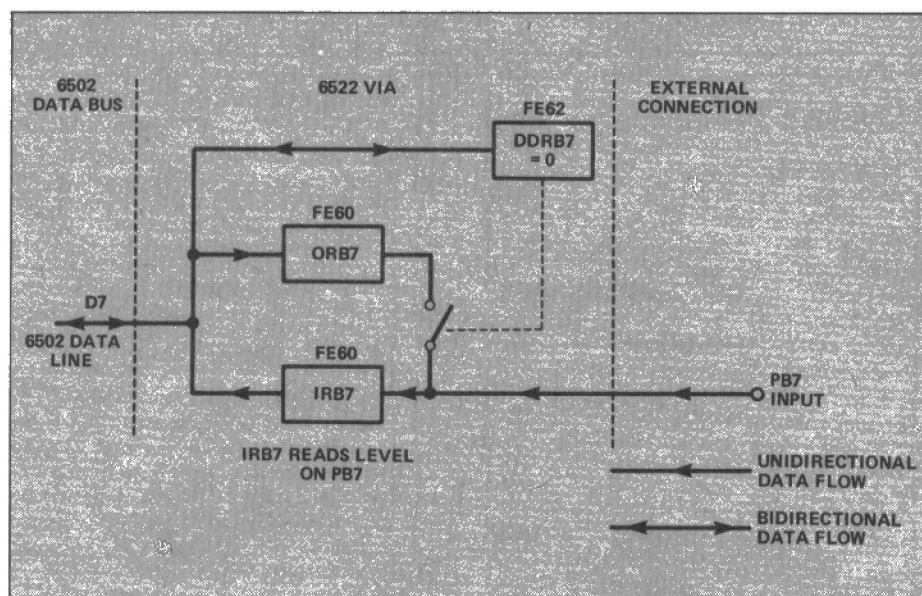 6502
DATA BUS
6522 VIA
EXTERNAL
CONNECTION
FE62
DDRB7
= 0
FE60
ORB7
D7
6502 DATA
LINE
FE60
IRB7
PB7
INPUT
IRB7 READS LEVEL
ON PB7
UNIDIRECTIONAL
DATA FLOW
BIDIRECTIONAL
DATA FLOW